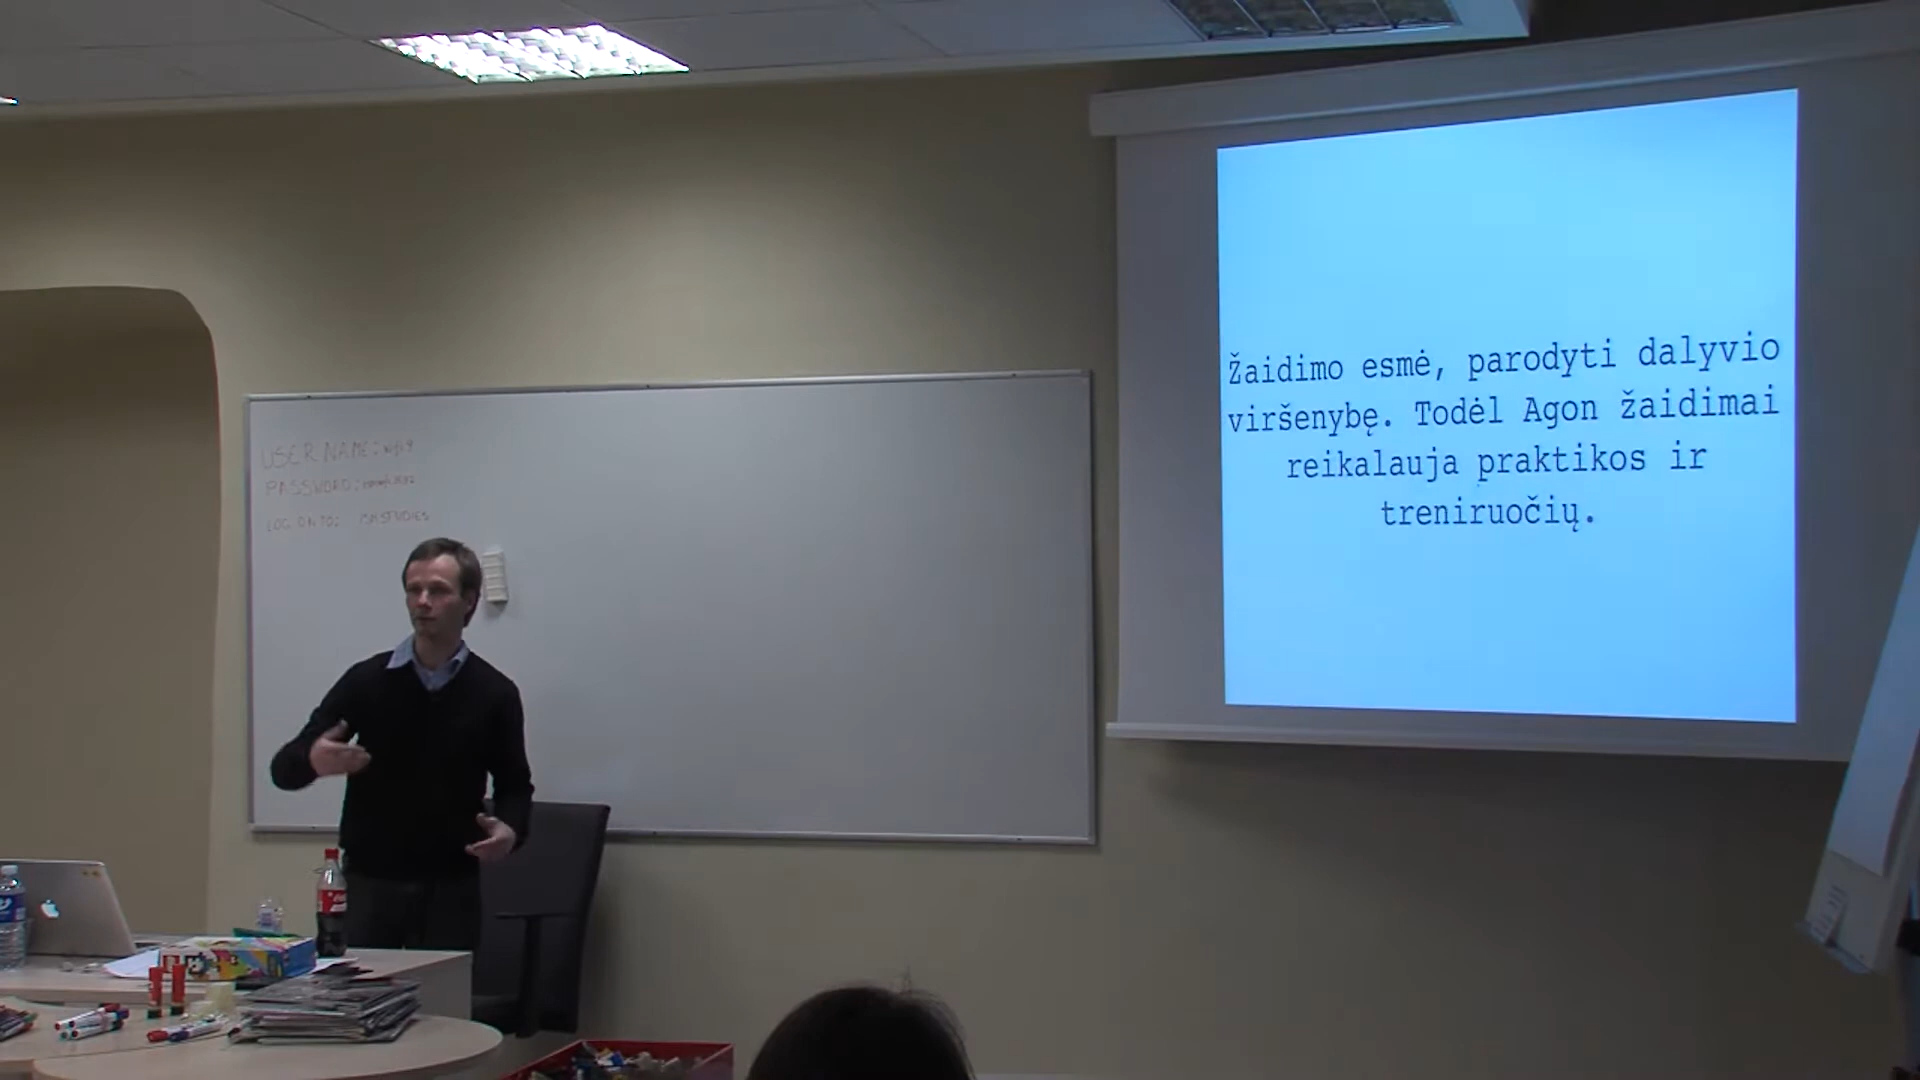 USER NAME:
PASSWORD:
LOG ON TO:
Žaidimo esmė, parodyti dalyvio
viršenybę. Todėl Agon žaidimai
reikalauja praktikos ir
treniruočių.